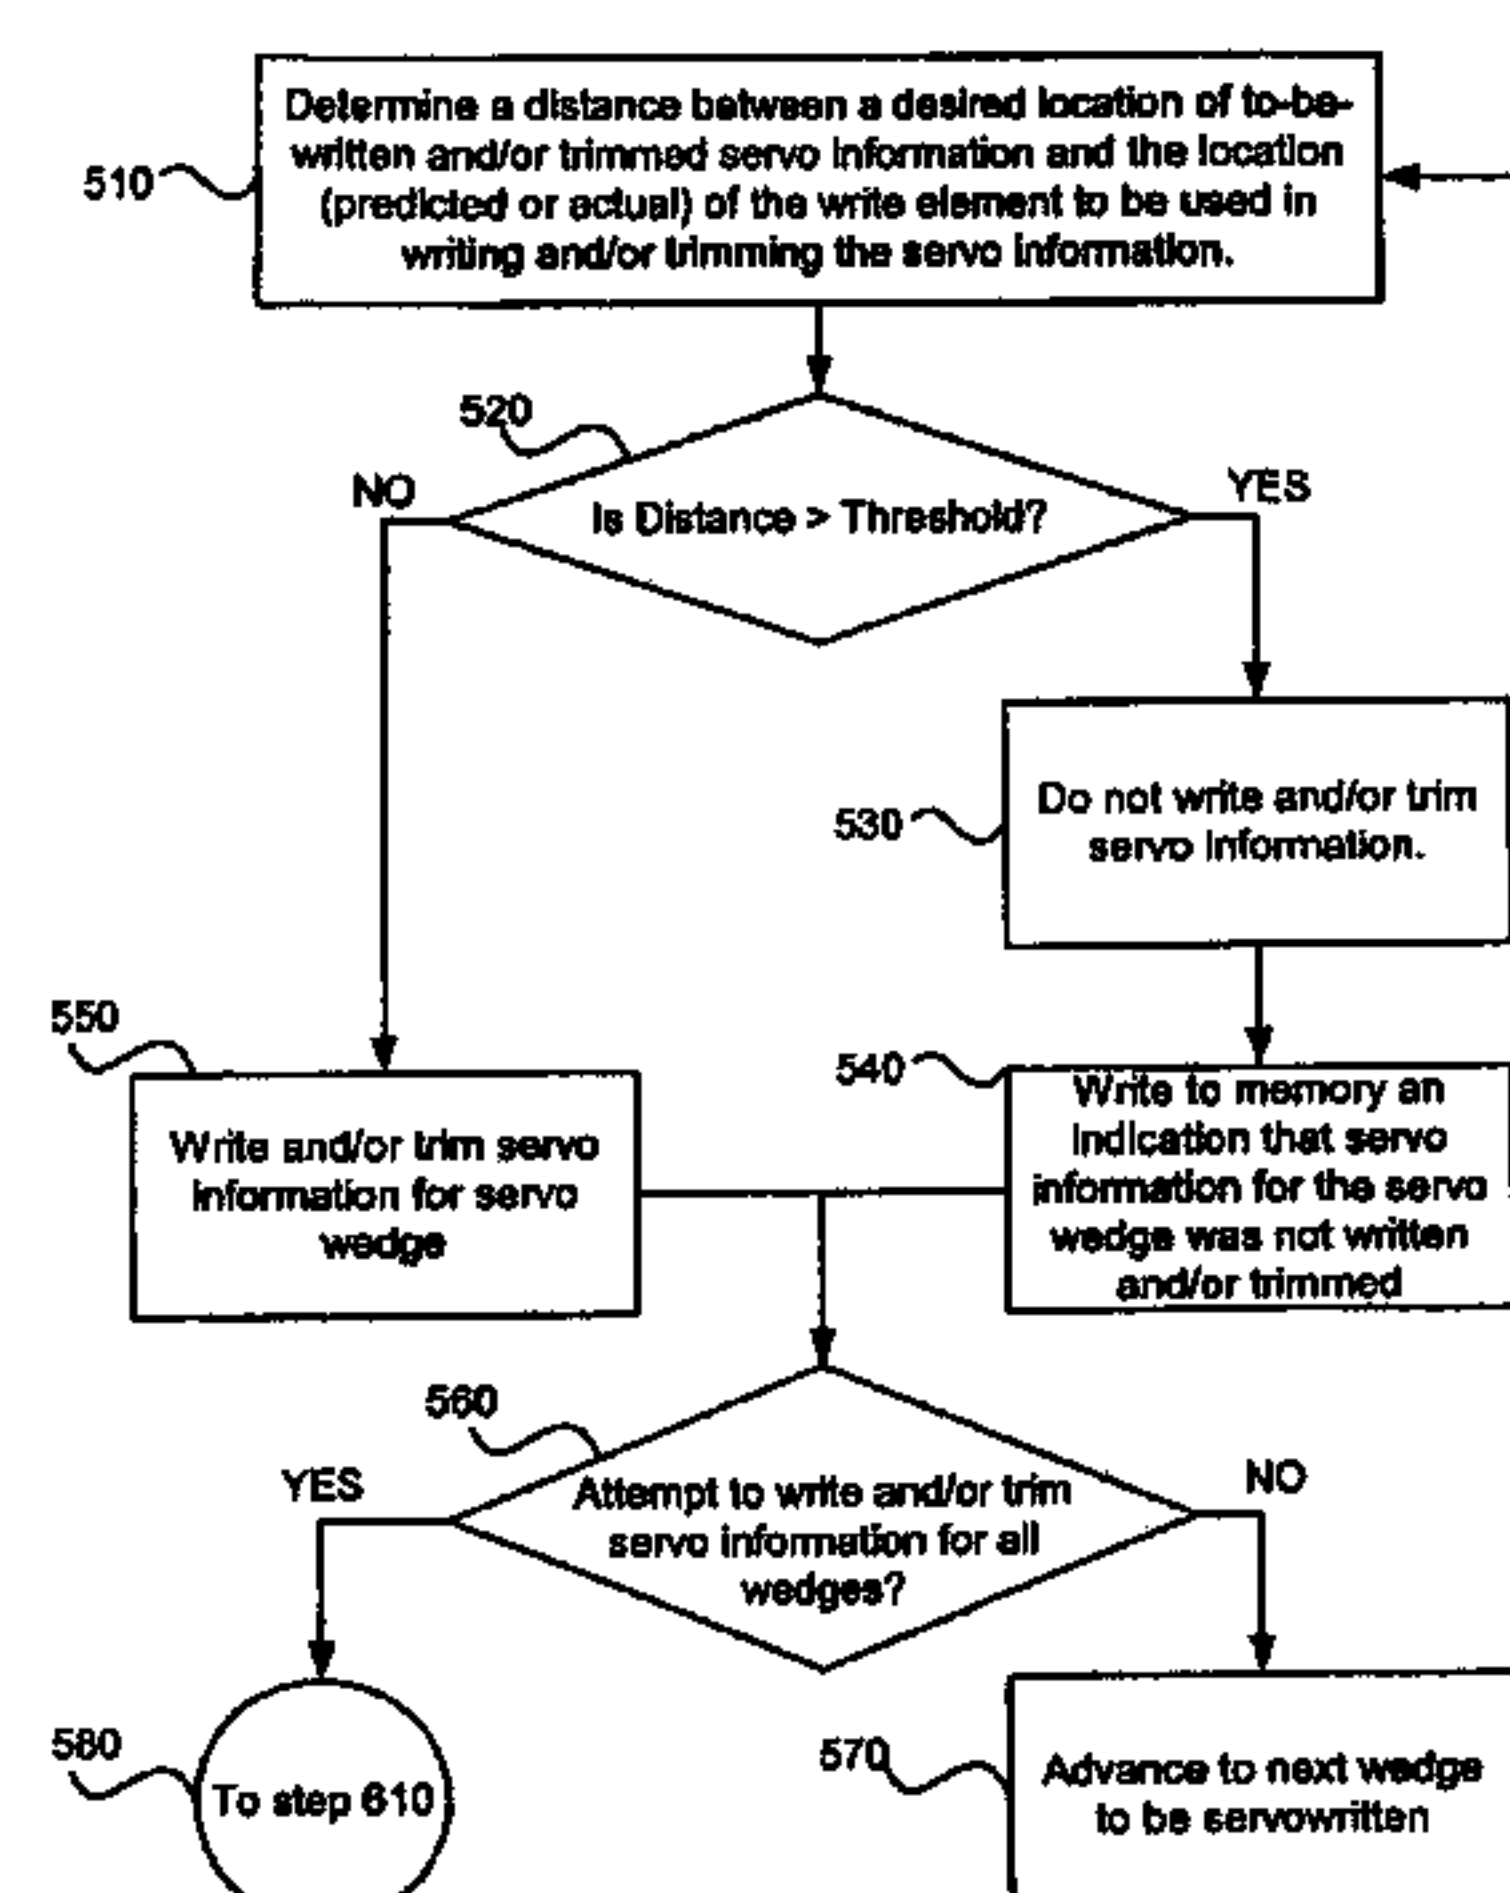 Determine a distance between a desired location of to-be-
written and/or trimmed servo information and the location
(predicted or actual) of the write element to be used in
writing and/or trimming the servo information.
510
520
NO
YES
Is Distance > Threshold?
530
Do not write and/or trim
servo information.
550
Write and/or trim servo
information for servo
wedge
540
Write to memory an
indication that servo
information for the servo
wedge was not written
and/or trimmed
560
YES
NO
Attempt to write and/or trim
servo information for all
wedges?
580
To step 610
570
Advance to next wedge
to be servowritten